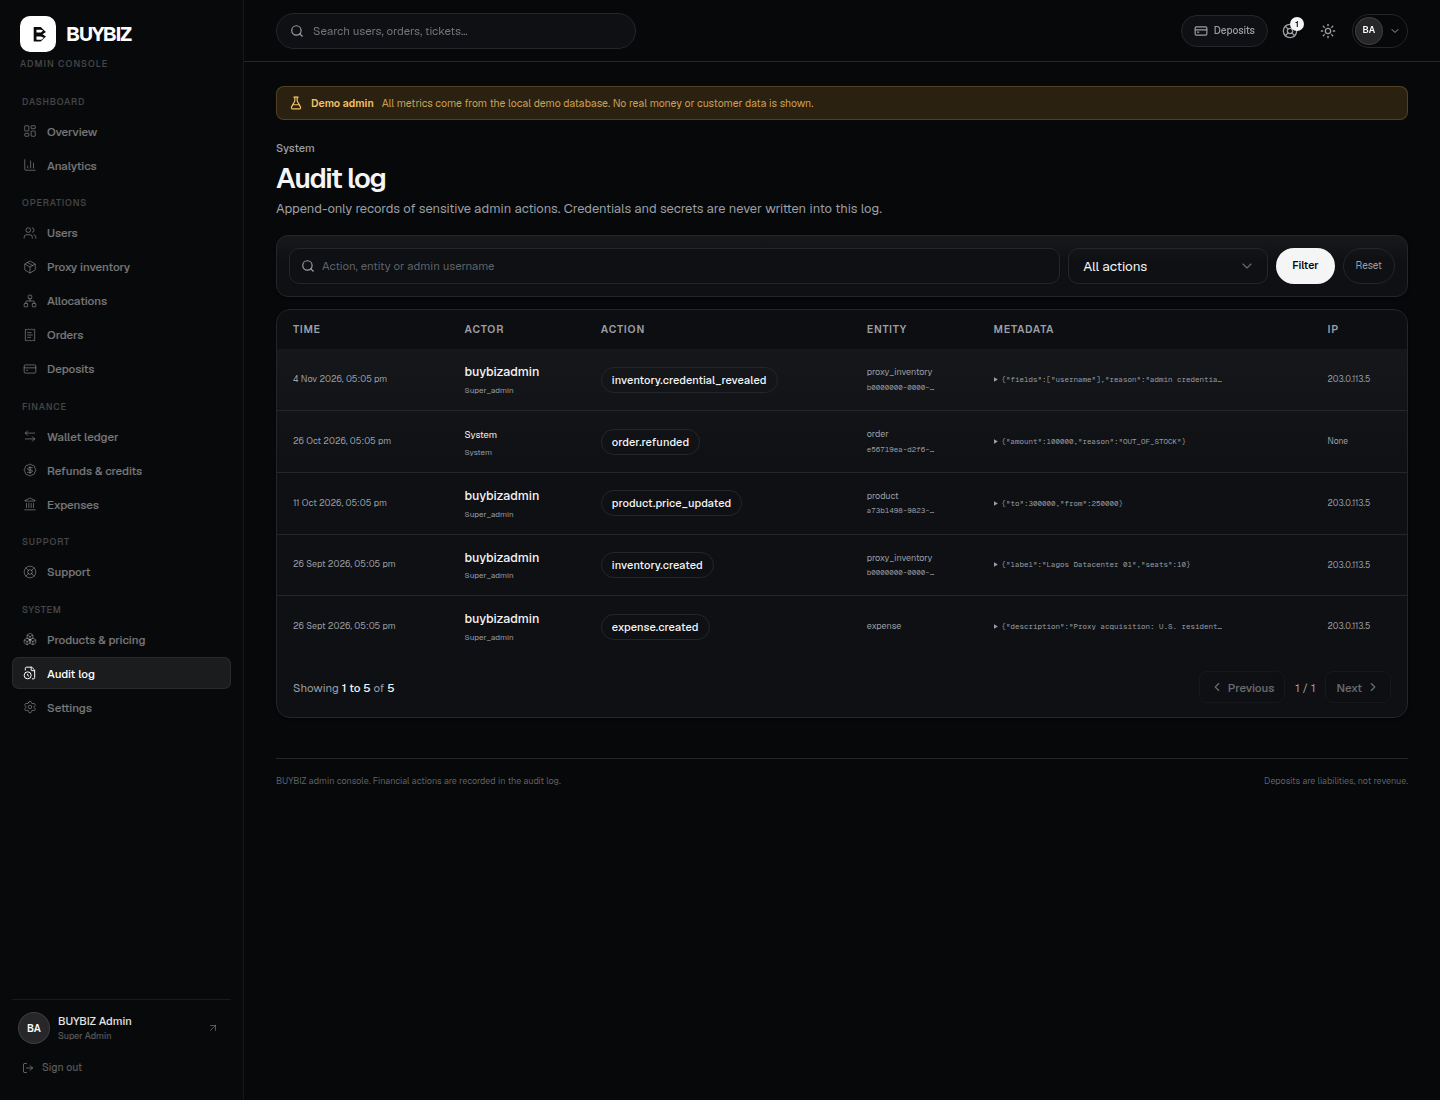 BUYBIZ
ADMIN CONSOLE
DASHBOARD
Overview
Analytics
OPERATIONS
Users
Proxy inventory
Allocations
Orders
Deposits
FINANCE
Wallet ledger
Refunds & credits
Expenses
SUPPORT
Support
SYSTEM
Products & pricing
Audit log
Settings
BA
BUYBIZ Admin
Super Admin
Sign out
Search users, orders, tickets…
Deposits
1
BA
Demo admin All metrics come from the local demo database. No real money or customer data is shown.
System
Audit log
Append-only records of sensitive admin actions. Credentials and secrets are never written into this log.
Action, entity or admin username
All actions
Filter
Reset
TIME ACTOR ACTION ENTITY METADATA IP
4 Nov 2026, 05:05 pm buybizadmin inventory.credential_revealed proxy_inventory {"fields":["username"],"reason":"admin credentia… 203.0.113.5
Super_admin b0000000-0000-…
26 Oct 2026, 05:05 pm System order.refunded order {"amount":100000,"reason":"OUT_OF_STOCK"} None
System e56719ea-d2f6-…
11 Oct 2026, 05:05 pm buybizadmin product.price_updated product {"to":300000,"from":250000} 203.0.113.5
Super_admin a73b1498-9823-…
26 Sept 2026, 05:05 pm buybizadmin inventory.created proxy_inventory {"label":"Lagos Datacenter 01","seats":10} 203.0.113.5
Super_admin b0000000-0000-…
26 Sept 2026, 05:05 pm buybizadmin expense.created expense {"description":"Proxy acquisition: U.S. resident… 203.0.113.5
Super_admin
Showing 1 to 5 of 5
Previous 1 / 1 Next
BUYBIZ admin console. Financial actions are recorded in the audit log.
Deposits are liabilities, not revenue.